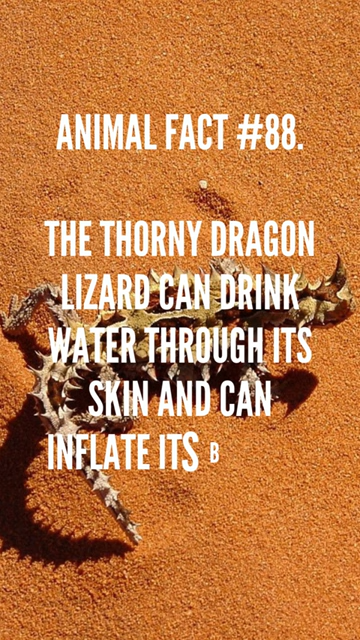 ANIMAL FACT #88.
THE THORNY DRAGON
LIZARD CAN DRINK
WATER THROUGH ITS
SKIN AND CAN
INFLATE ITS B